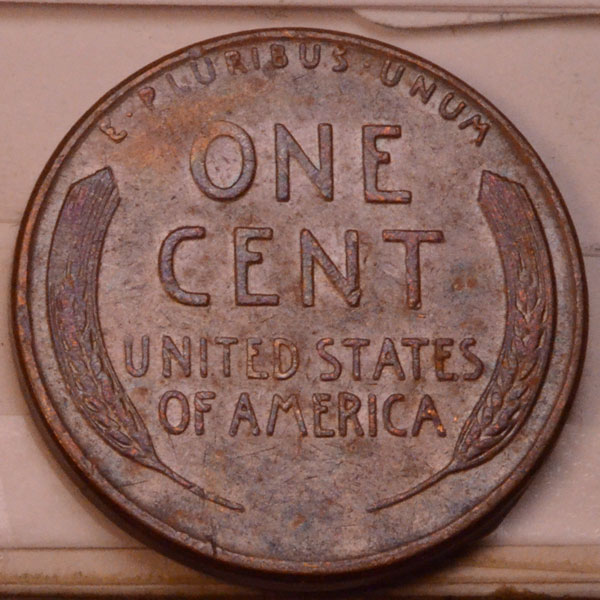 E·PLURIBUS·UNUM
ONE
CENT
UNITED STATES
OF AMERICA